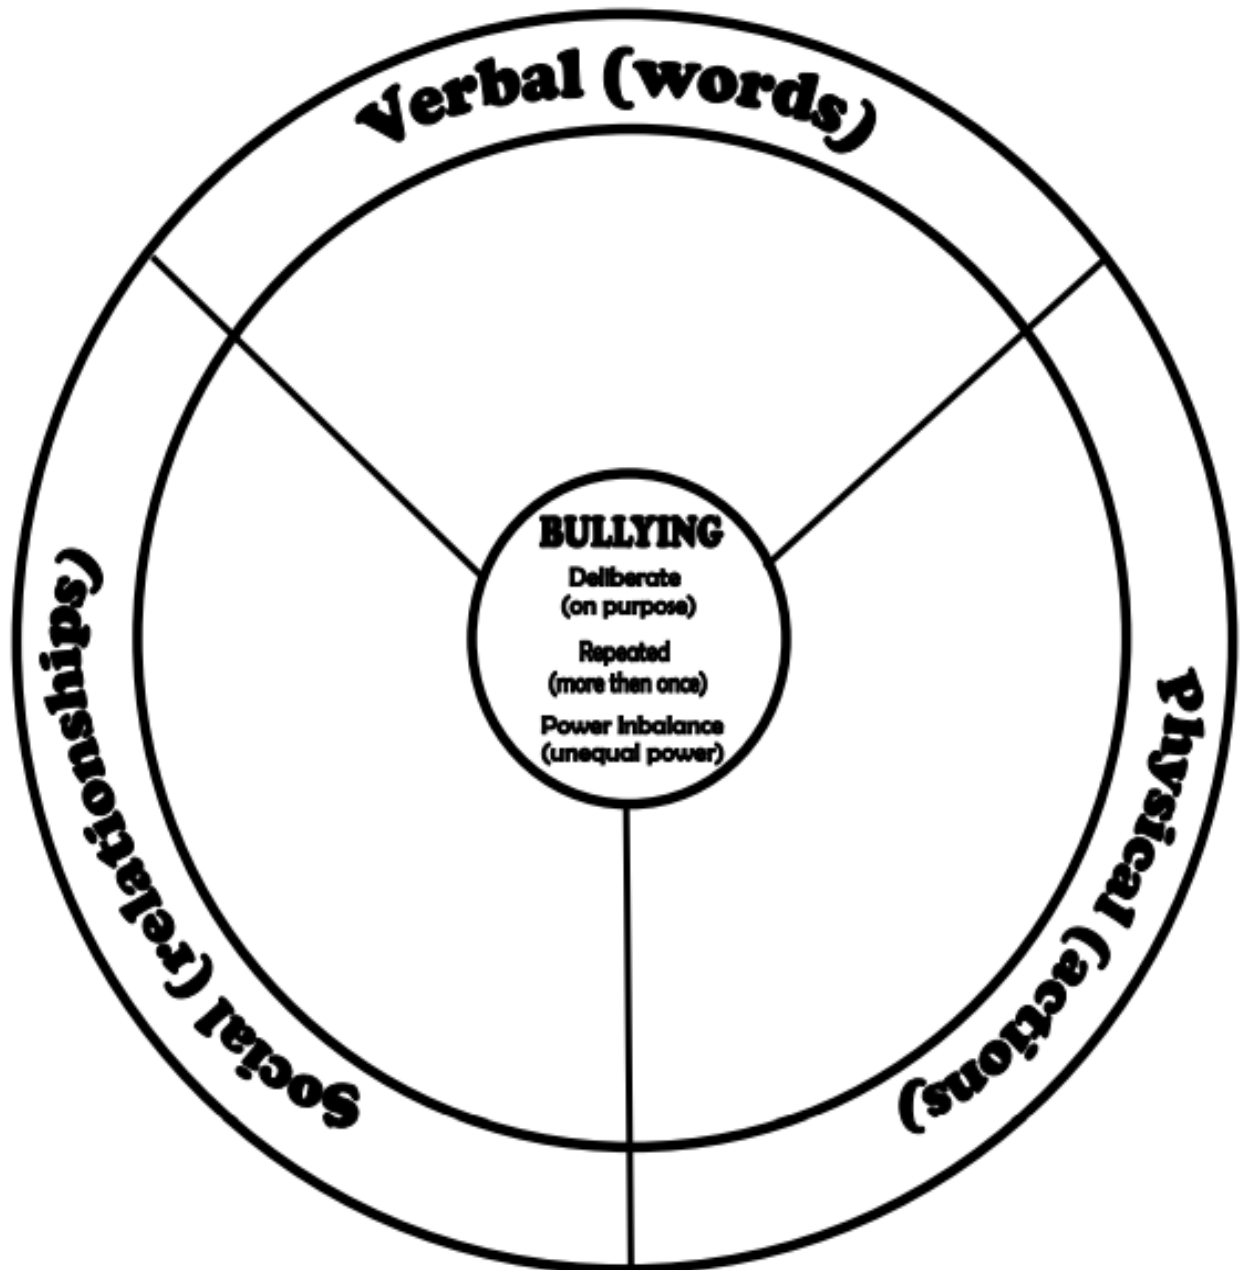 Verbal (words)
BULLYING
Deliberate
(on purpose)
Repeated
(more then once)
Power Inbalance
(unequal power)
Social (relationships)
Physical (actions)